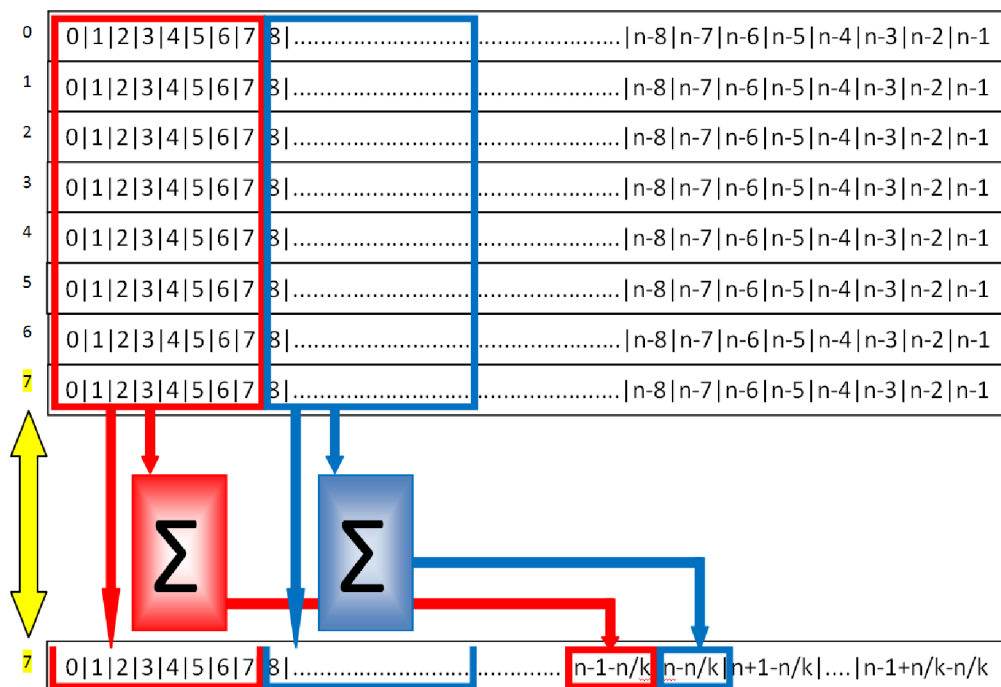 0 0|1|2|3|4|5|6|7 8|.................................................|n-8|n-7|n-6|n-5|n-4|n-3|n-2|n-1
1 0|1|2|3|4|5|6|7 8|.................................................|n-8|n-7|n-6|n-5|n-4|n-3|n-2|n-1
2 0|1|2|3|4|5|6|7 8|.................................................|n-8|n-7|n-6|n-5|n-4|n-3|n-2|n-1
3 0|1|2|3|4|5|6|7 8|.................................................|n-8|n-7|n-6|n-5|n-4|n-3|n-2|n-1
4 0|1|2|3|4|5|6|7 8|.................................................|n-8|n-7|n-6|n-5|n-4|n-3|n-2|n-1
5 0|1|2|3|4|5|6|7 8|.................................................|n-8|n-7|n-6|n-5|n-4|n-3|n-2|n-1
6 0|1|2|3|4|5|6|7 8|.................................................|n-8|n-7|n-6|n-5|n-4|n-3|n-2|n-1
7 0|1|2|3|4|5|6|7 8|.................................................|n-8|n-7|n-6|n-5|n-4|n-3|n-2|n-1
Σ Σ
7 0|1|2|3|4|5|6|7 8|......................................... n-1-n/k n-n/k|n+1-n/k|....|n-1+n/k-n/k